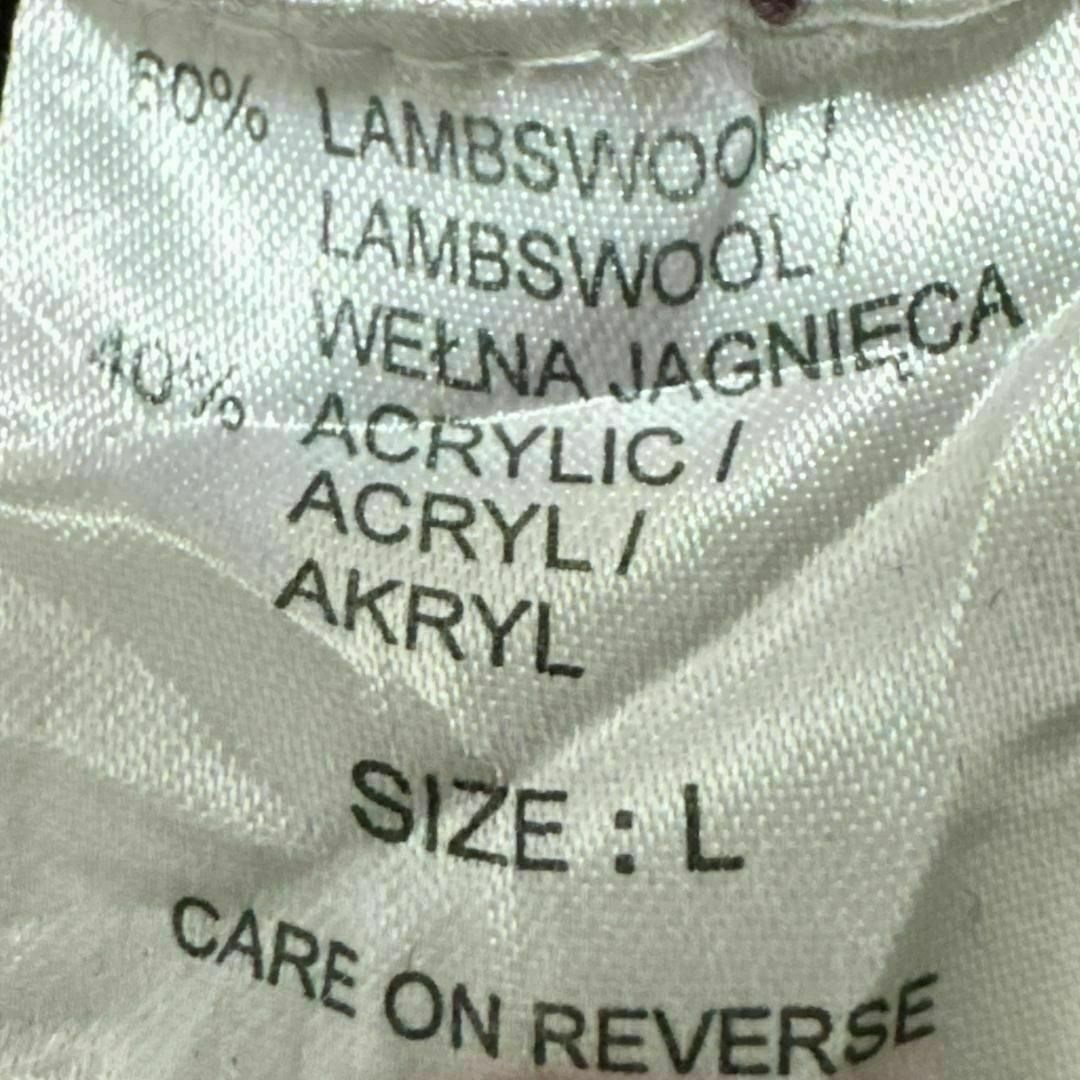 60% LAMBSWOOL /
LAMBSWOOL /
WEŁNA JAGNIĘCA
40% ACRYLIC /
ACRYL /
AKRYL
SIZE : L
CARE ON REVERSE